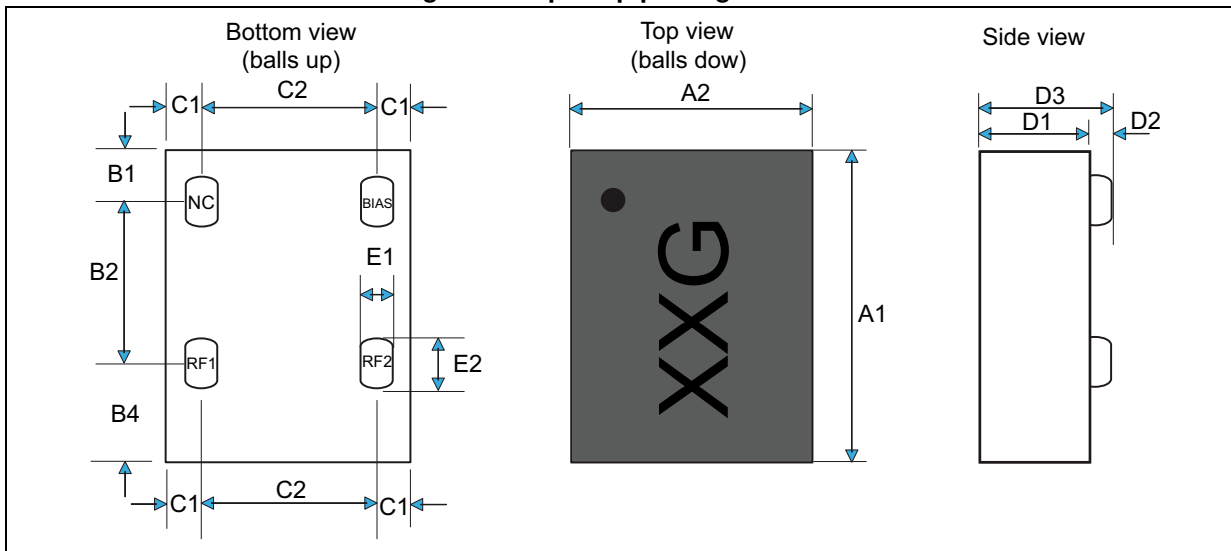 Bottom view
(balls up)
C1
C2
C1
B1
NC
BIAS
B2
E1
RF1
RF2
E2
B4
C1
C2
C1
Top view
(balls dow)
A2
XXG
A1
Side view
D3
D1
D2